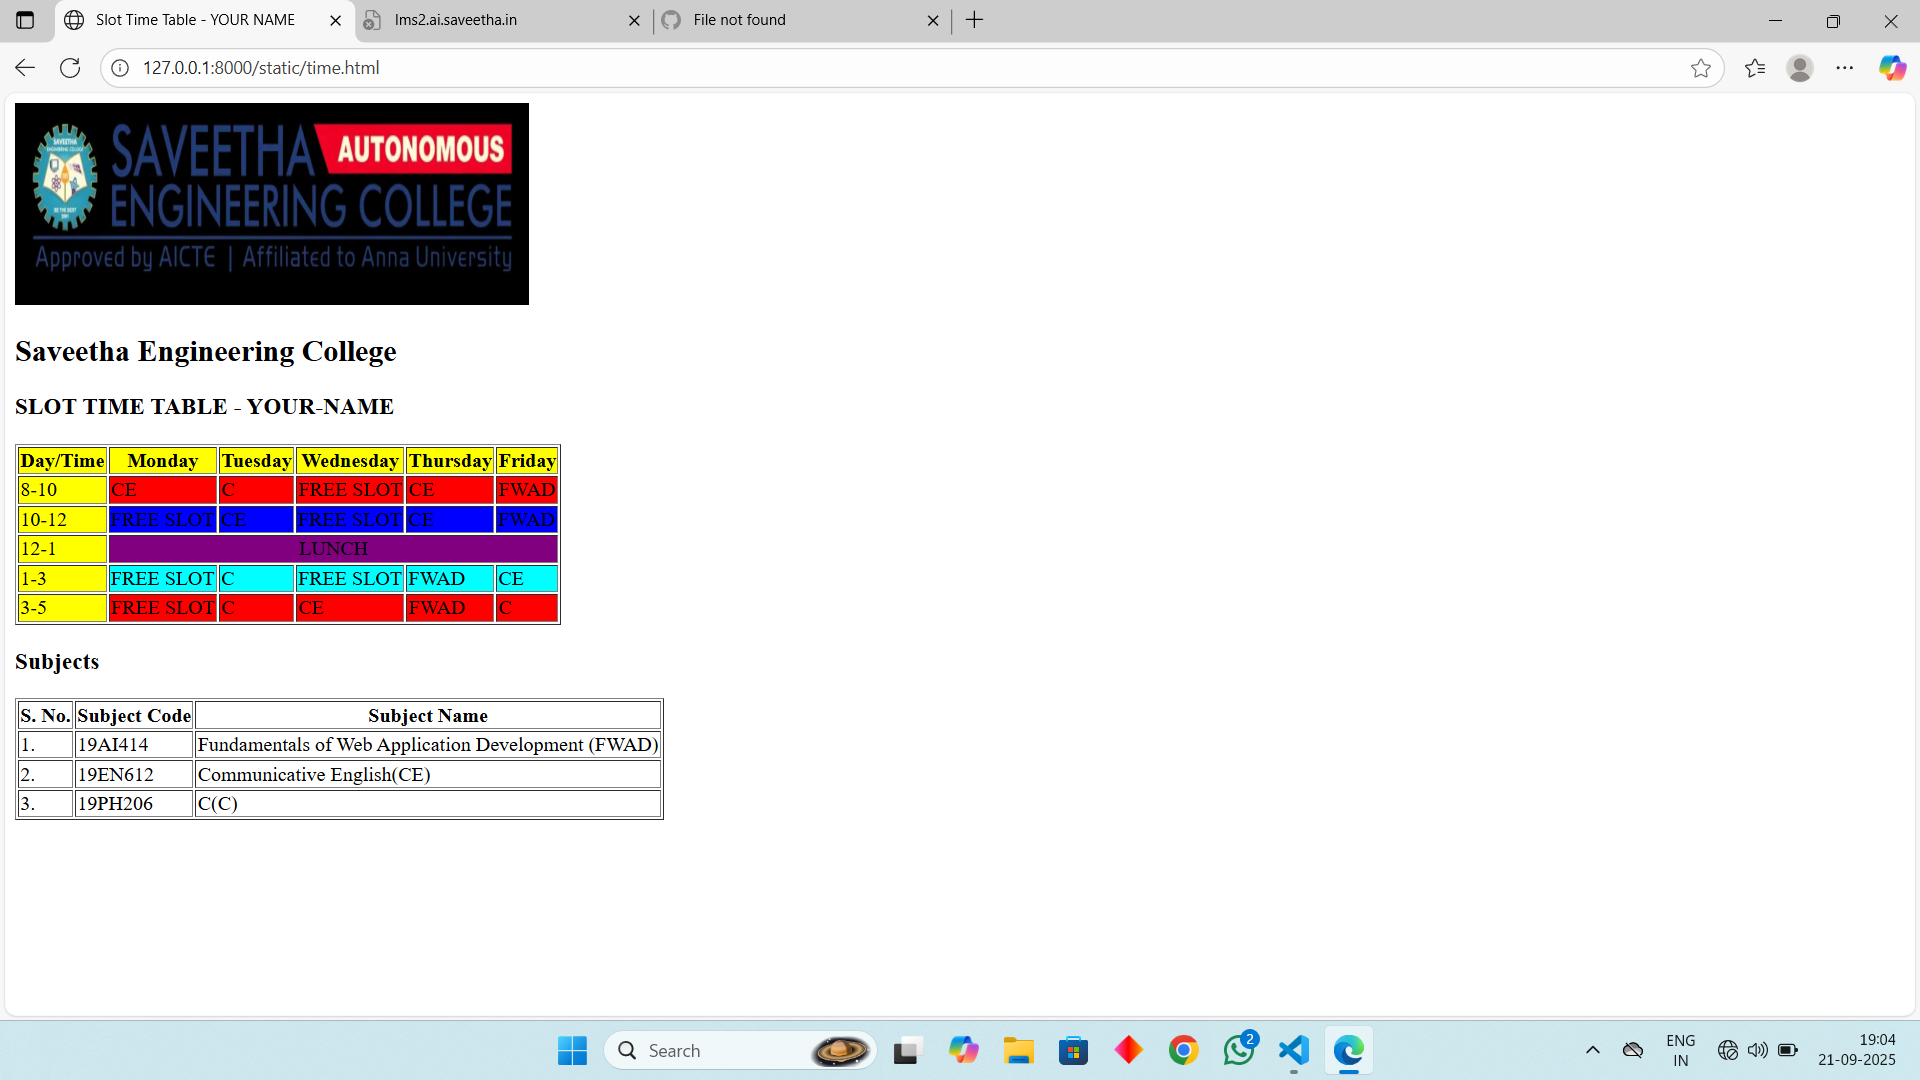 Slot Time Table - YOUR NAME
lms2.ai.saveetha.in
File not found
127.0.0.1:8000/static/time.html
SAVEETHA AUTONOMOUS
ENGINEERING COLLEGE
Approved by AICTE | Affiliated to Anna University
Saveetha Engineering College
SLOT TIME TABLE - YOUR-NAME
Day/Time Monday Tuesday Wednesday Thursday Friday
8-10 CE C FREE SLOT CE FWAD
10-12 FREE SLOT CE FREE SLOT CE FWAD
12-1 LUNCH
1-3 FREE SLOT C FREE SLOT FWAD CE
3-5 FREE SLOT C CE FWAD C
Subjects
S. No. Subject Code Subject Name
1. 19AI414 Fundamentals of Web Application Development (FWAD)
2. 19EN612 Communicative English(CE)
3. 19PH206 C(C)
Search
2
ENG
IN
19:04
21-09-2025